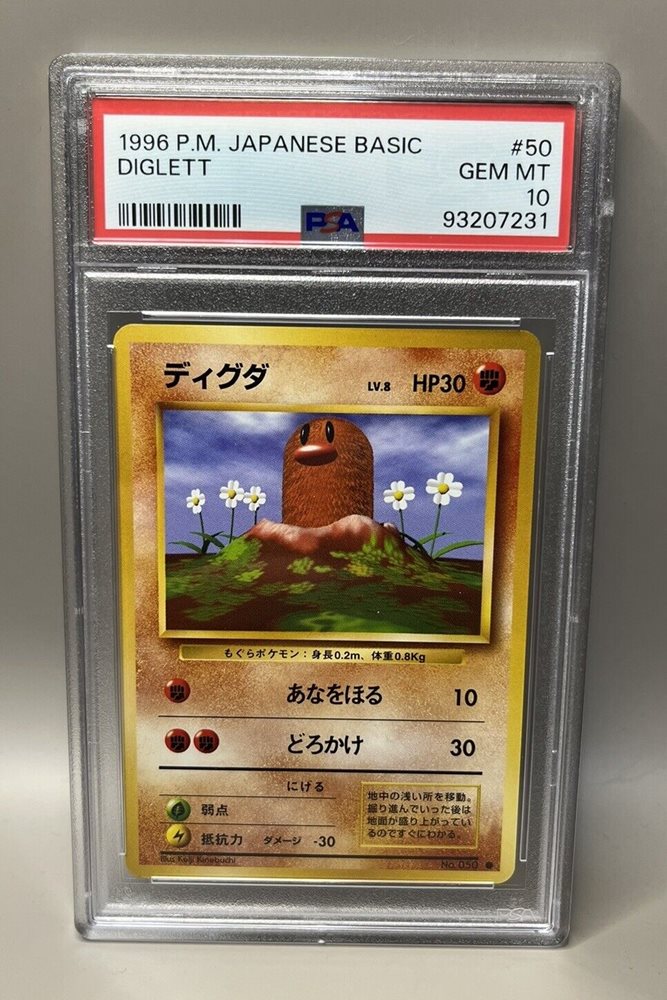 1996 P.M. JAPANESE BASIC #50
DIGLETT GEM MT
10
PSA 93207231
ディグダ LV.8 HP30
もぐらポケモン:身長0.2m、体重0.8Kg
あなをほる 10
どろかけ 30
にげる
弱点
抵抗力 ダメージ -30
地中の浅い所を移動。
掘り進んでいった後は
地面が盛り上がってい
るのですぐにわかる。
Illus. Keiji Kinebuchi No.050